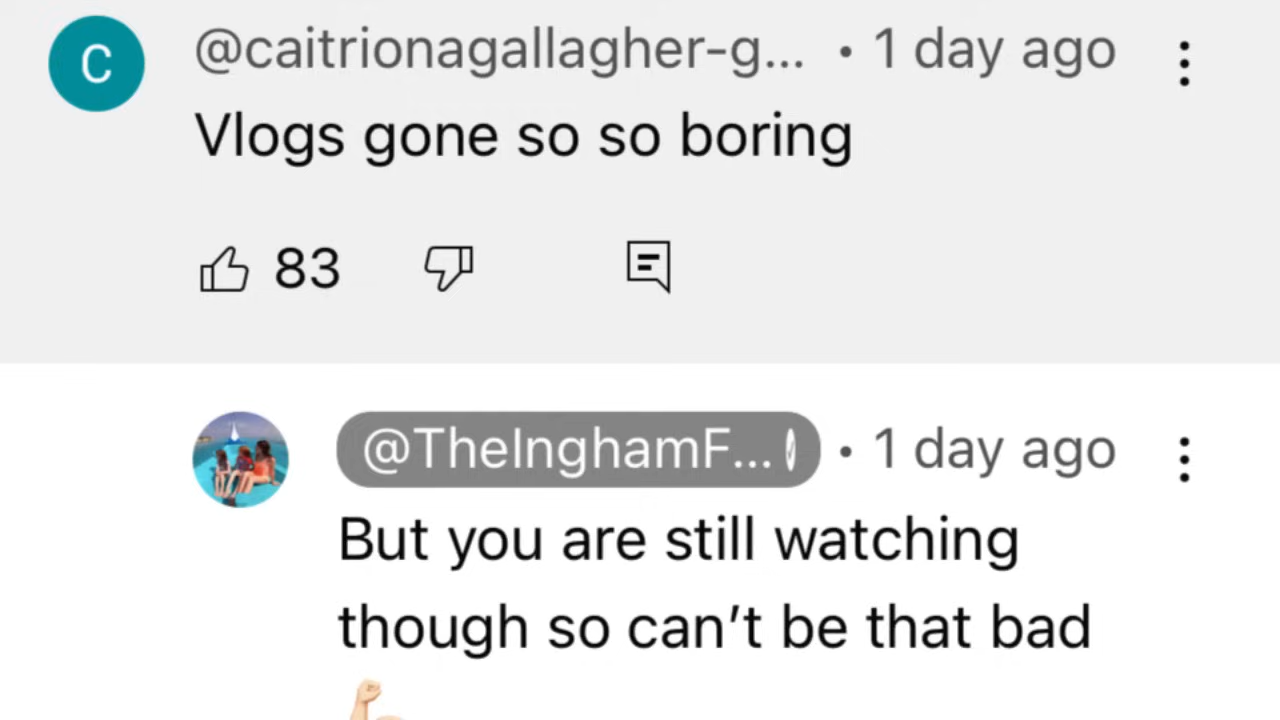 C
@caitrionagallagher-g... • 1 day ago
Vlogs gone so so boring
83
@TheInghamF... • 1 day ago
But you are still watching
though so can't be that bad